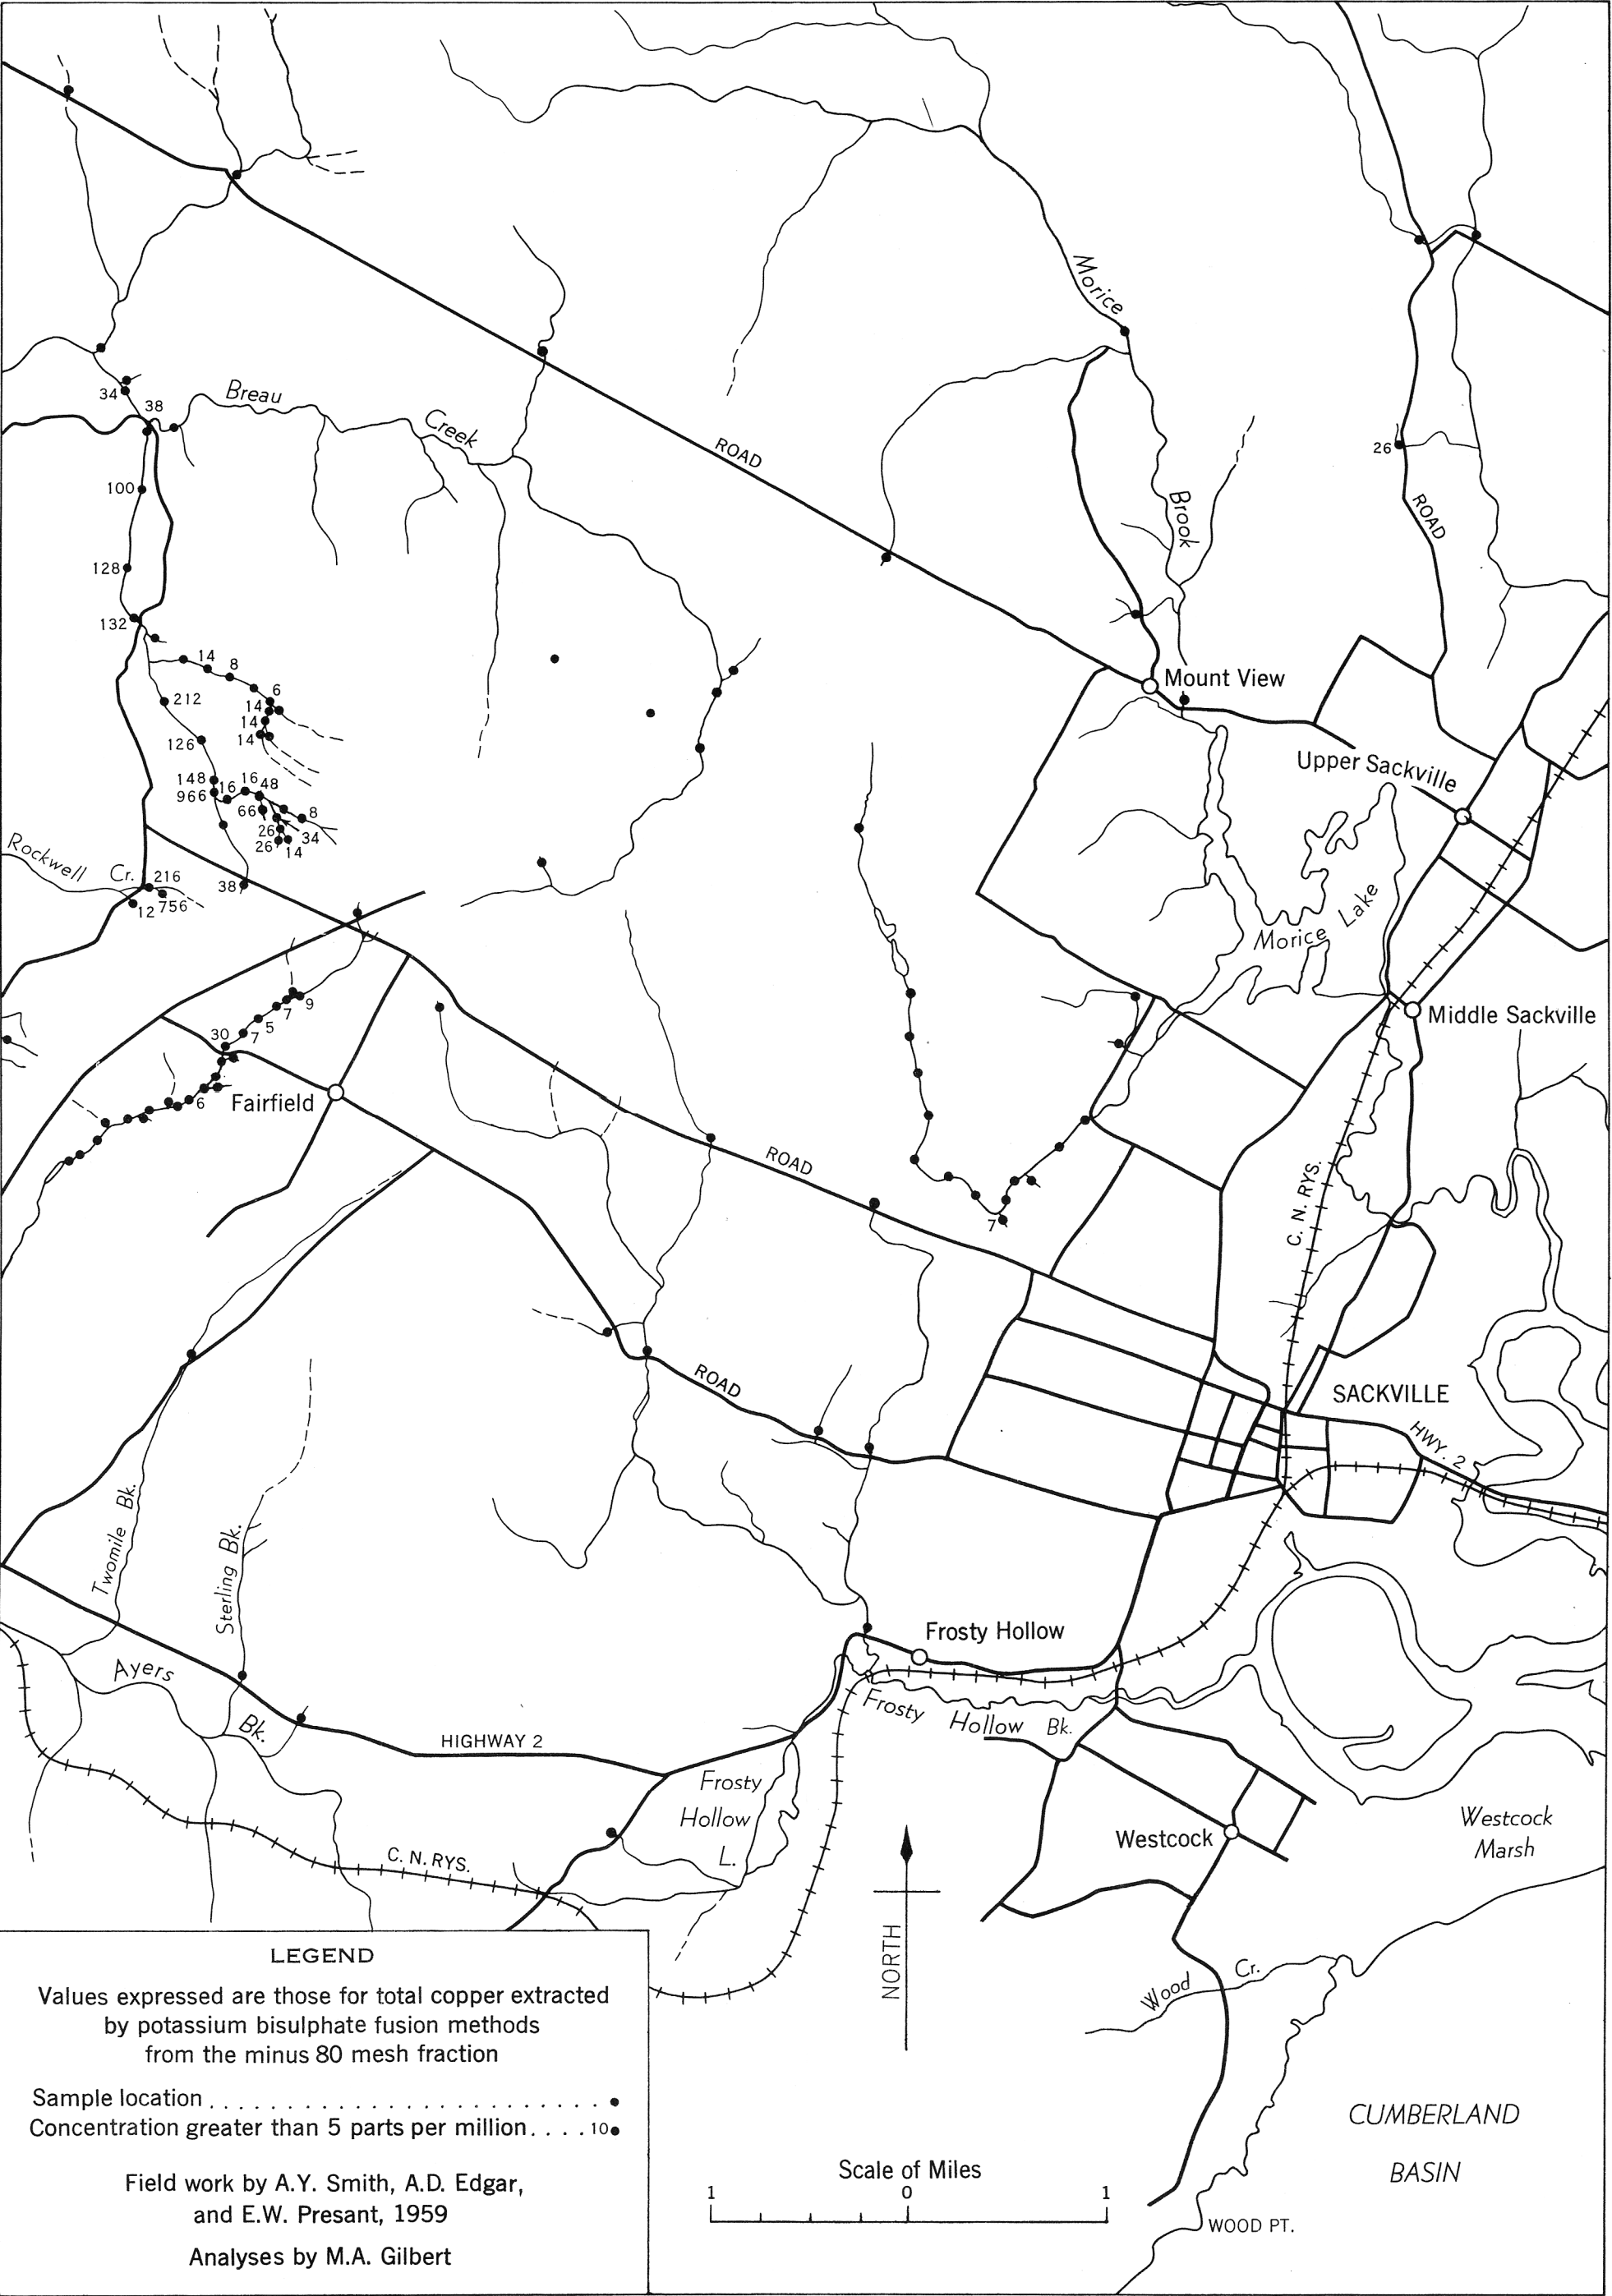 Morice
34
38
Breau
Creek
ROAD
26
100
Brook
ROAD
128
132
14
8
Mount View
6
212
14
14
126
14
Upper Sackville
148
16
48
966
16
66
8
26
34
26
14
Rockwell
Cr.
216
38
12
756
Morice
Lake
9
7
Middle Sackville
5
30
7
6
Fairfield
ROAD
C. N. RYS.
7
ROAD
SACKVILLE
HWY. 2
Twomile Bk.
Sterling Bk.
Frosty Hollow
Ayers
Bk.
Frosty
Hollow
Bk.
HIGHWAY 2
Frosty
Hollow
L.
Westcock
Westcock
Marsh
C. N. RYS.
NORTH
Wood
Cr.
LEGEND
Values expressed are those for total copper extracted
by potassium bisulphate fusion methods
from the minus 80 mesh fraction
Sample location . . . . . . . . . . . . . . . . . . . . . . . . .
Concentration greater than 5 parts per million. . . . 10
Field work by A.Y. Smith, A.D. Edgar,
and E.W. Presant, 1959
Analyses by M.A. Gilbert
Scale of Miles
1 0 1
CUMBERLAND
BASIN
WOOD PT.